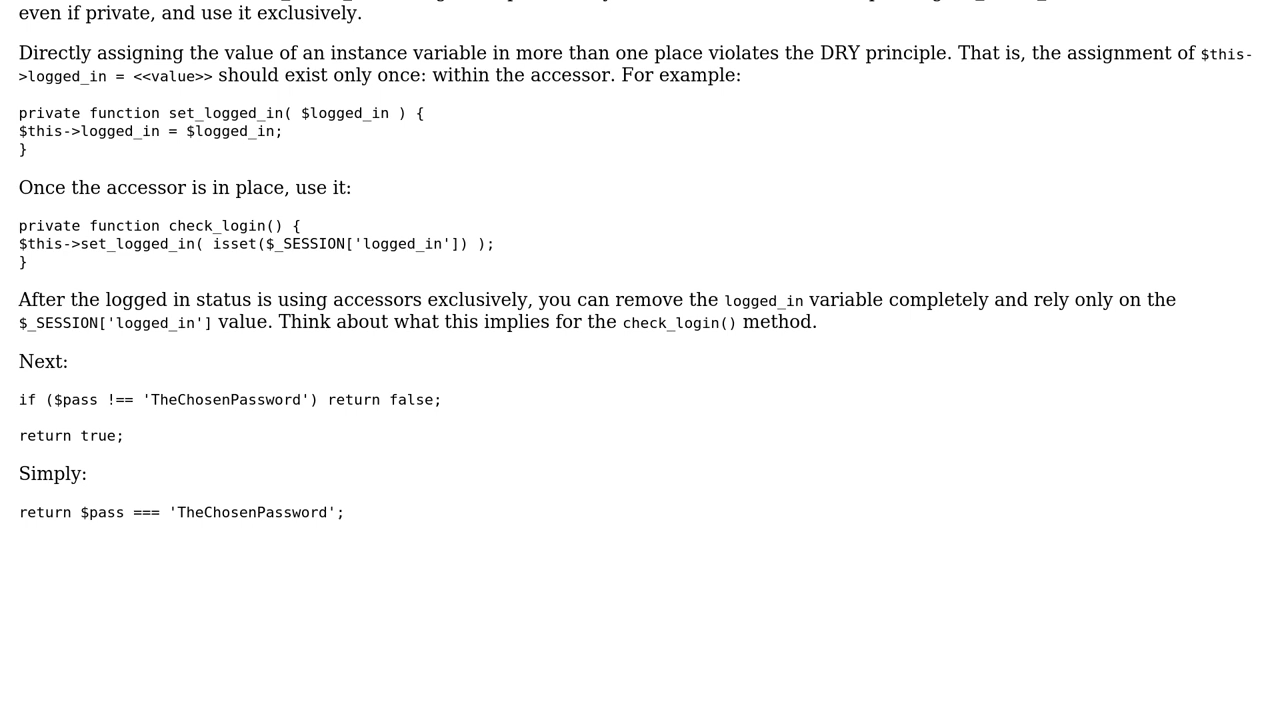 even if private, and use it exclusively.
Directly assigning the value of an instance variable in more than one place violates the DRY principle. That is, the assignment of $this-
>logged_in = <<value>> should exist only once: within the accessor. For example:
private function set_logged_in( $logged_in ) {
$this->logged_in = $logged_in;
}
Once the accessor is in place, use it:
private function check_login() {
$this->set_logged_in( isset($_SESSION['logged_in']) );
}
After the logged in status is using accessors exclusively, you can remove the logged_in variable completely and rely only on the
$_SESSION['logged_in'] value. Think about what this implies for the check_login() method.
Next:
if ($pass !== 'TheChosenPassword') return false;
return true;
Simply:
return $pass === 'TheChosenPassword';